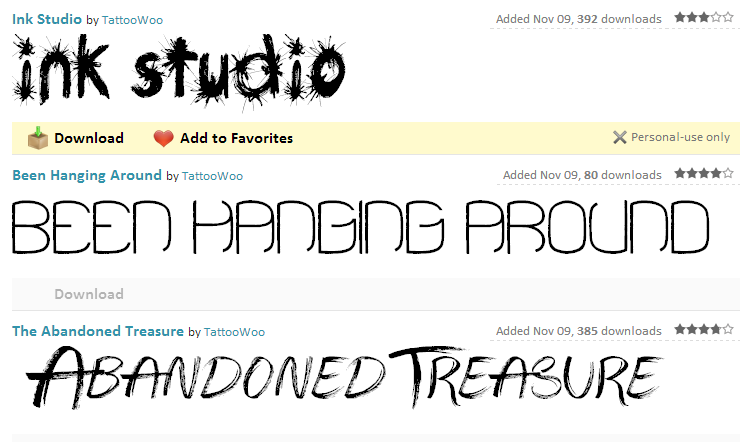 Ink Studio by TattooWoo Added Nov 09, 392 downloads
ink studio
Download Add to Favorites Personal-use only
Been Hanging Around by TattooWoo Added Nov 09, 80 downloads
BEEN HANGING AROUND
Download
The Abandoned Treasure by TattooWoo Added Nov 09, 385 downloads
ABANDONED TREASURE